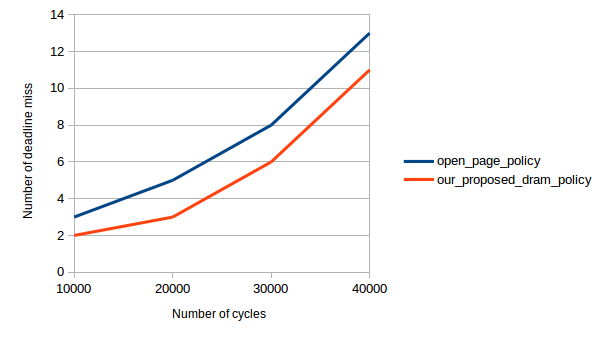 14
12
10
8
6
4
2
0
Number of deadline miss
10000 20000 30000 40000
Number of cycles
open_page_policy
our_proposed_dram_policy